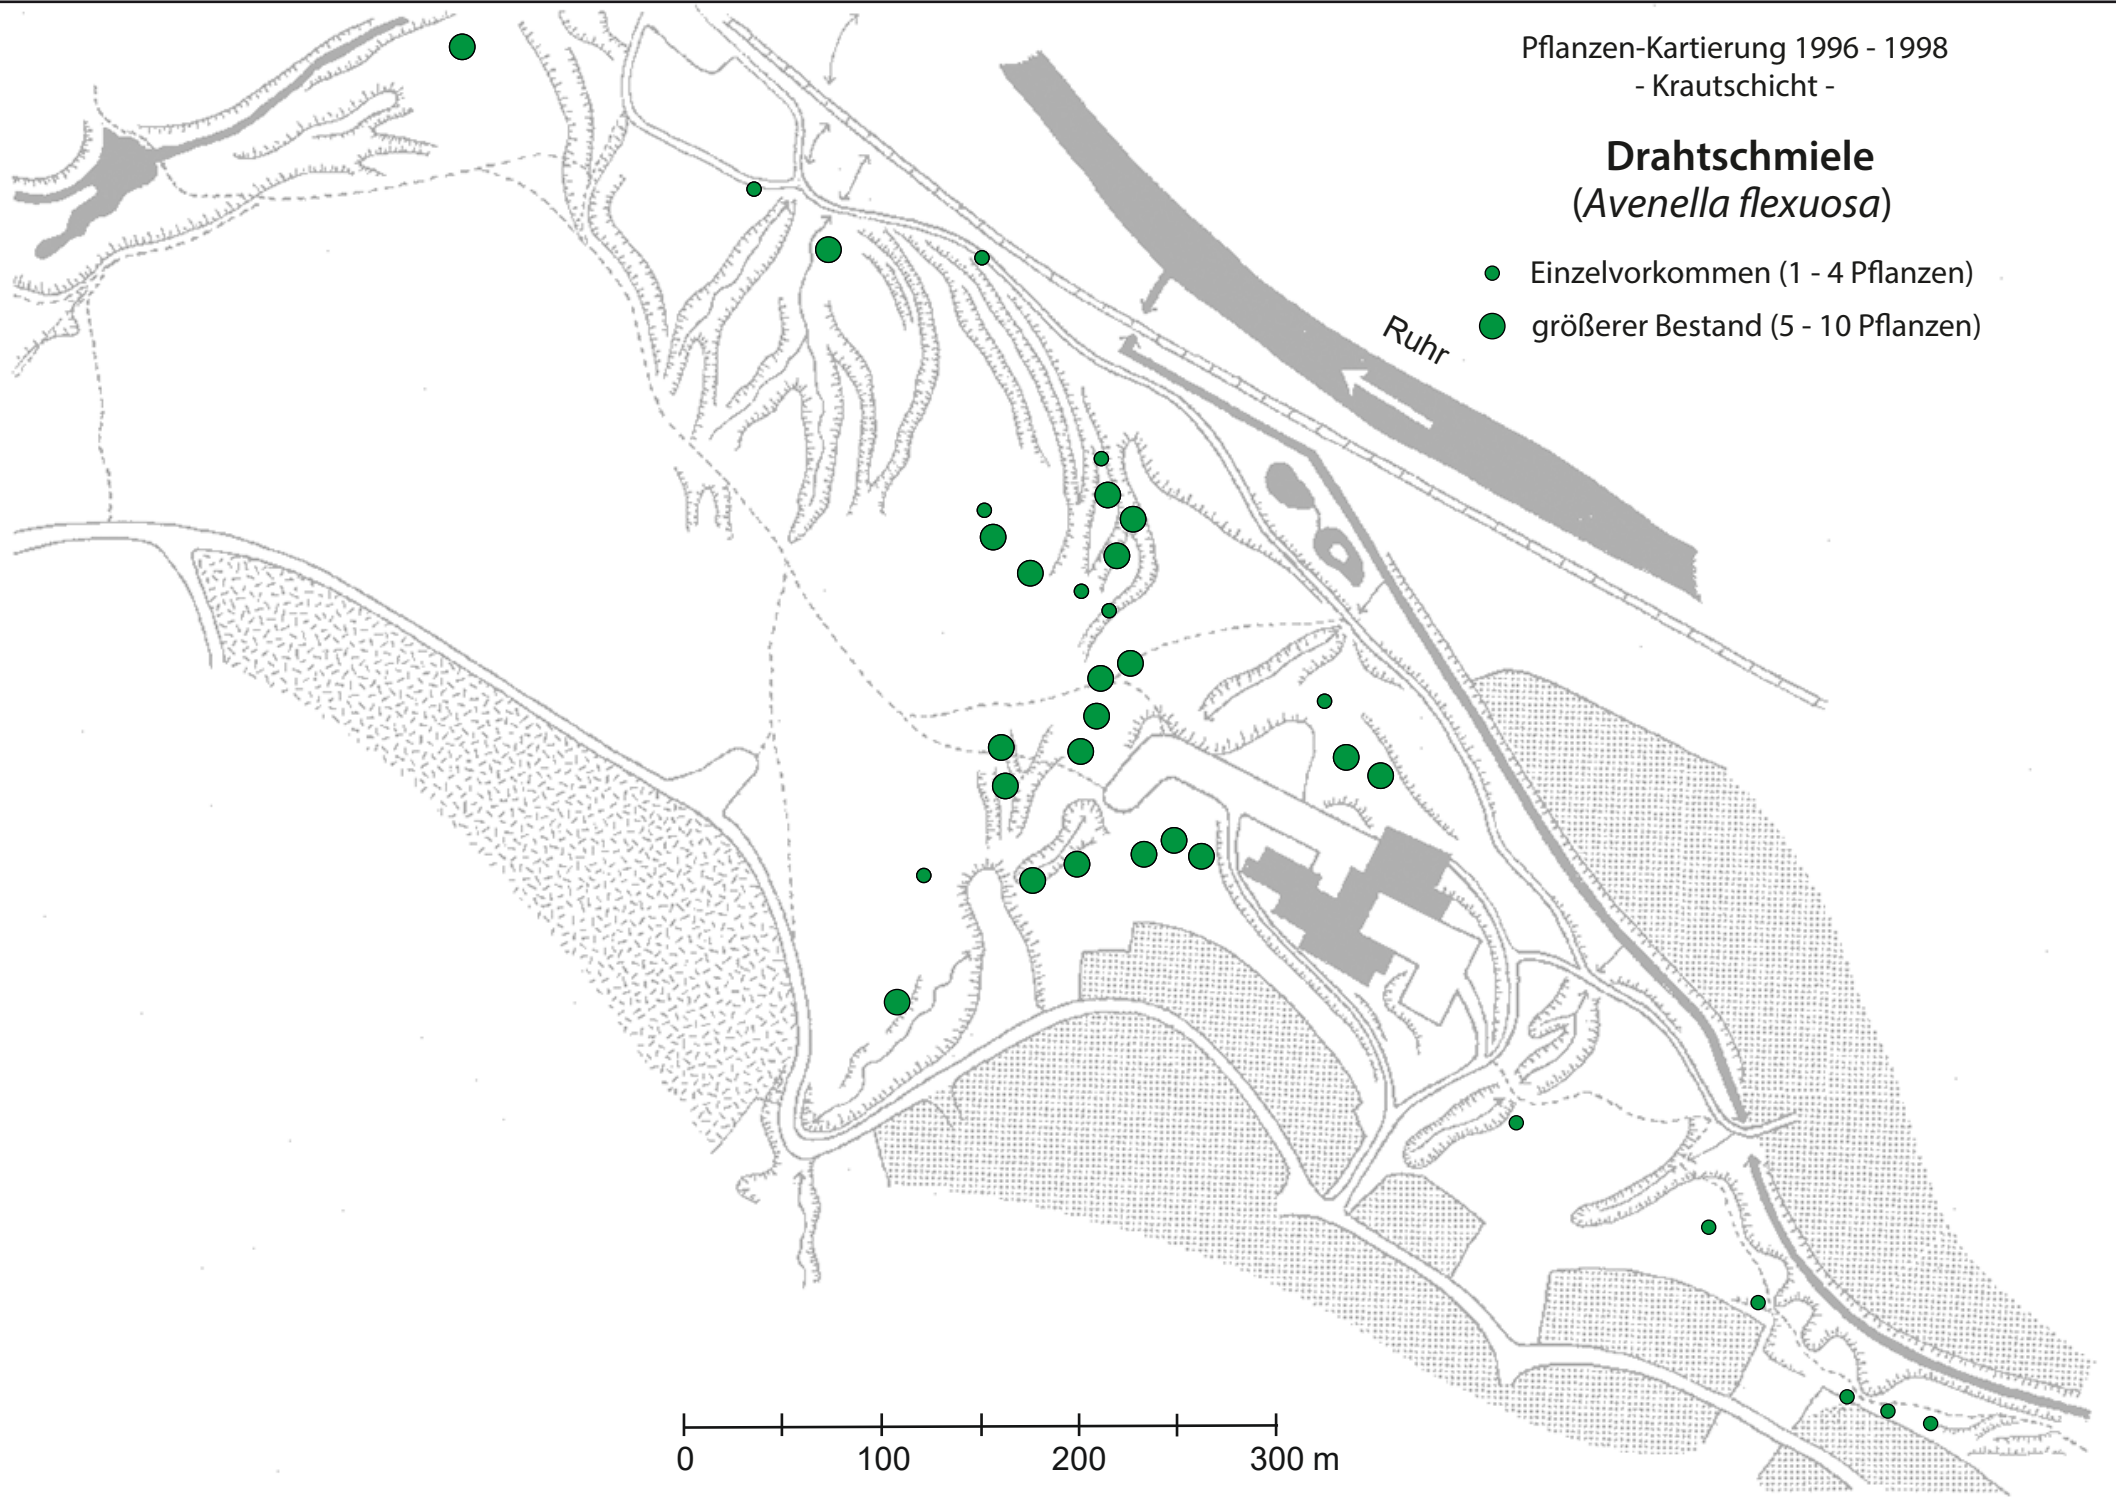 Pflanzen-Kartierung 1996 - 1998
- Krautschicht -
Drahtschmiele
(Avenella flexuosa)
Einzelvorkommen (1 - 4 Pflanzen)
größerer Bestand (5 - 10 Pflanzen)
Ruhr
0 100 200 300 m